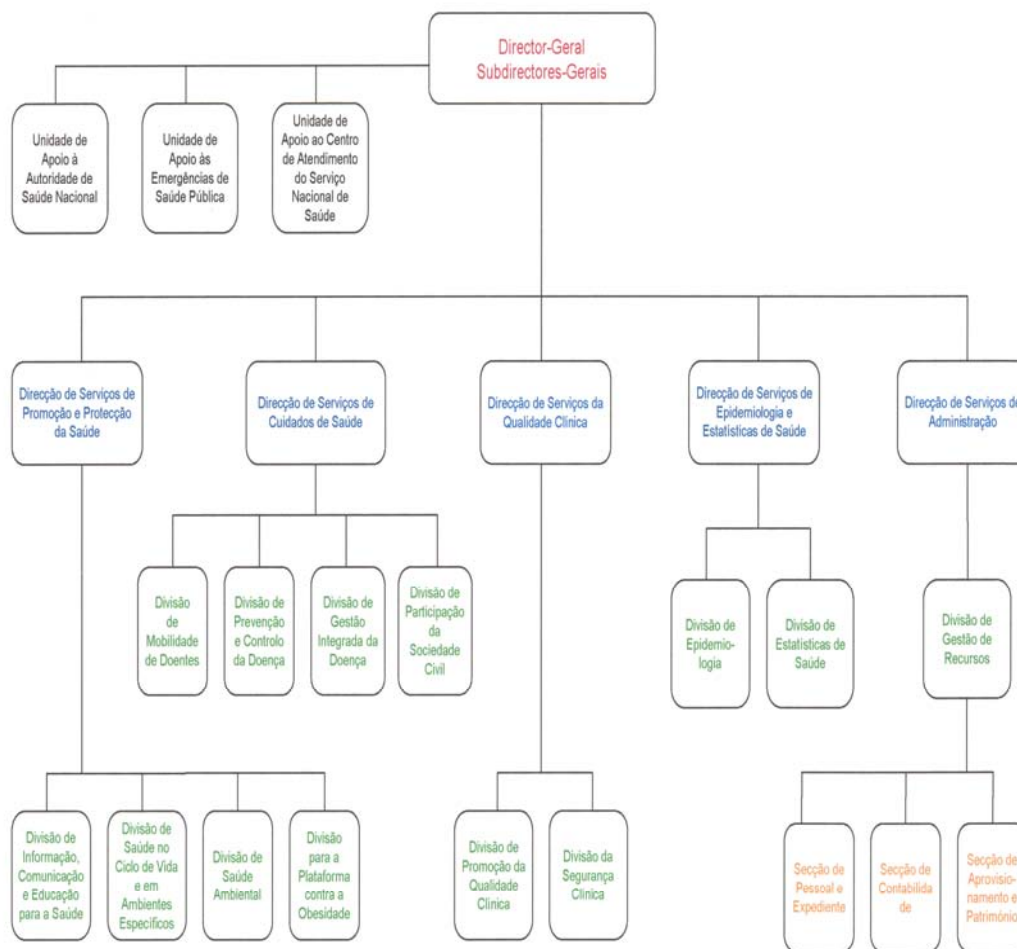 Director-Geral
Subdirectores-Gerais
Unidade de
Apoio à
Autoridade de
Saúde Nacional
Unidade de
Apoio às
Emergências de
Saúde Pública
Unidade de
Apoio ao Centro
de Atendimento
do Serviço
Nacional de
Saúde
Direcção de Serviços de
Promoção e Protecção
da Saúde
Direcção de Serviços de
Cuidados de Saúde
Direcção de Serviços da
Qualidade Clínica
Direcção de Serviços de
Epidemiologia e
Estatísticas de Saúde
Direcção de Serviços de
Administração
Divisão
de
Mobilidade
de Doentes
Divisão de
Prevenção
e Controlo
da Doença
Divisão de
Gestão
Integrada da
Doença
Divisão de
Participação
da
Sociedade
Civil
Divisão de
Epidemio-
logia
Divisão de
Estatísticas de
Saúde
Divisão de
Gestão de
Recursos
Divisão de
Informação,
Comunicação
e Educação
para a Saúde
Divisão de
Saúde no
Ciclo de Vida
e em
Ambientes
Específicos
Divisão de
Saúde
Ambiental
Divisão
para a
Plataforma
contra a
Obesidade
Divisão de
Promoção da
Qualidade
Clínica
Divisão da
Segurança
Clínica
Secção de
Pessoal e
Expediente
Secção de
Contabilida
de
Secção de
Aprovisio-
namento e
Património